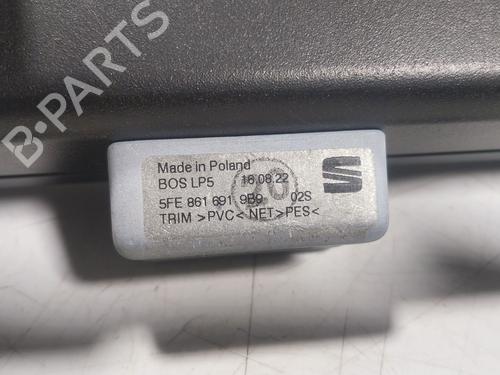 B-PARTS
Made in Poland
BOS LP5 16.08.22
5FE 861 691 9B9 02S
TRIM >PVC< NET >PES<